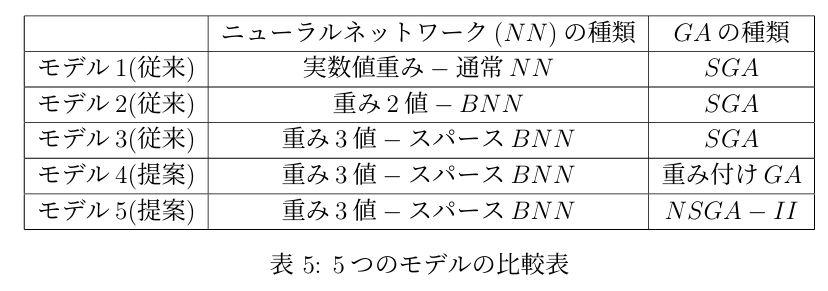 ニューラルネットワーク (NN) の種類 GA の種類
モデル 1(従来) 実数値重み − 通常 NN SGA
モデル 2(従来) 重み 2 値 − BNN SGA
モデル 3(従来) 重み 3 値 − スパース BNN SGA
モデル 4(提案) 重み 3 値 − スパース BNN 重み付け GA
モデル 5(提案) 重み 3 値 − スパース BNN NSGA − II
表 5: 5 つのモデルの比較表